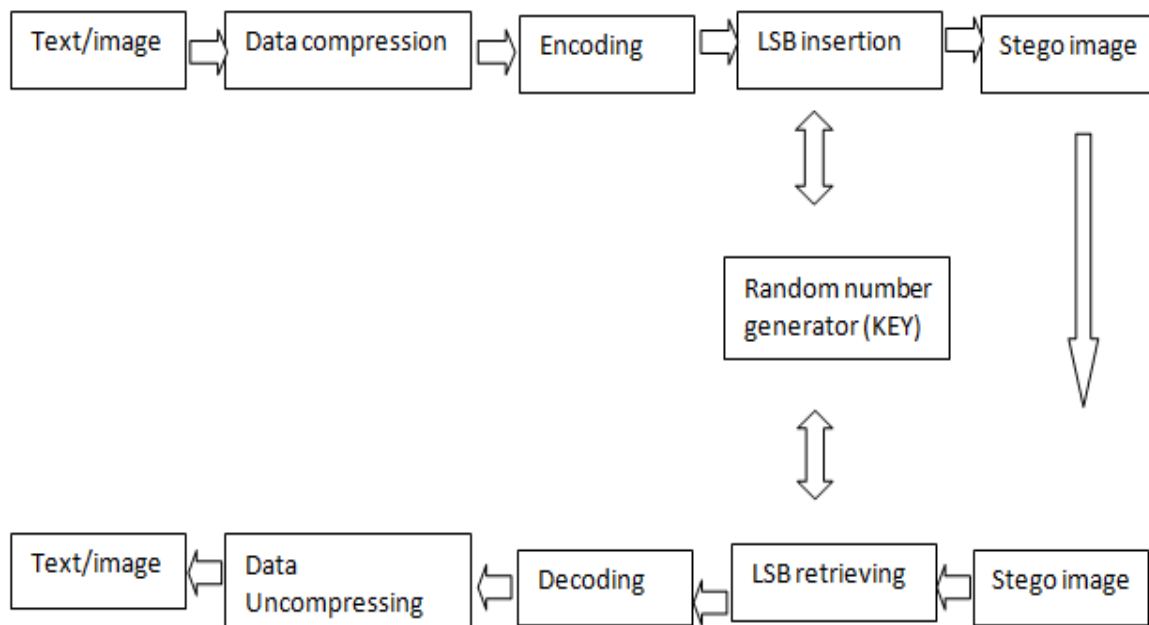 Text/image
Data compression
Encoding
LSB insertion
Stego image
Random number
generator (KEY)
Text/image
Data
Uncompressing
Decoding
LSB retrieving
Stego image